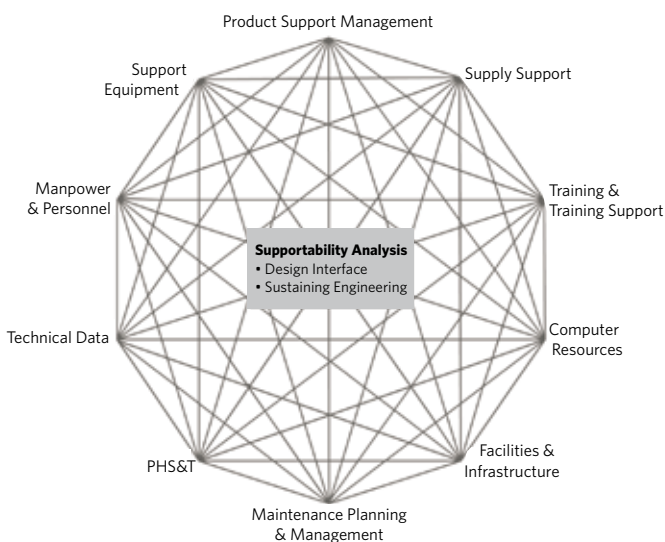 Product Support Management
Support
Equipment
Supply Support
Manpower
& Personnel
Training &
Training Support
Supportability Analysis
• Design Interface
• Sustaining Engineering
Technical Data
Computer
Resources
PHS&T
Facilities &
Infrastructure
Maintenance Planning
& Management